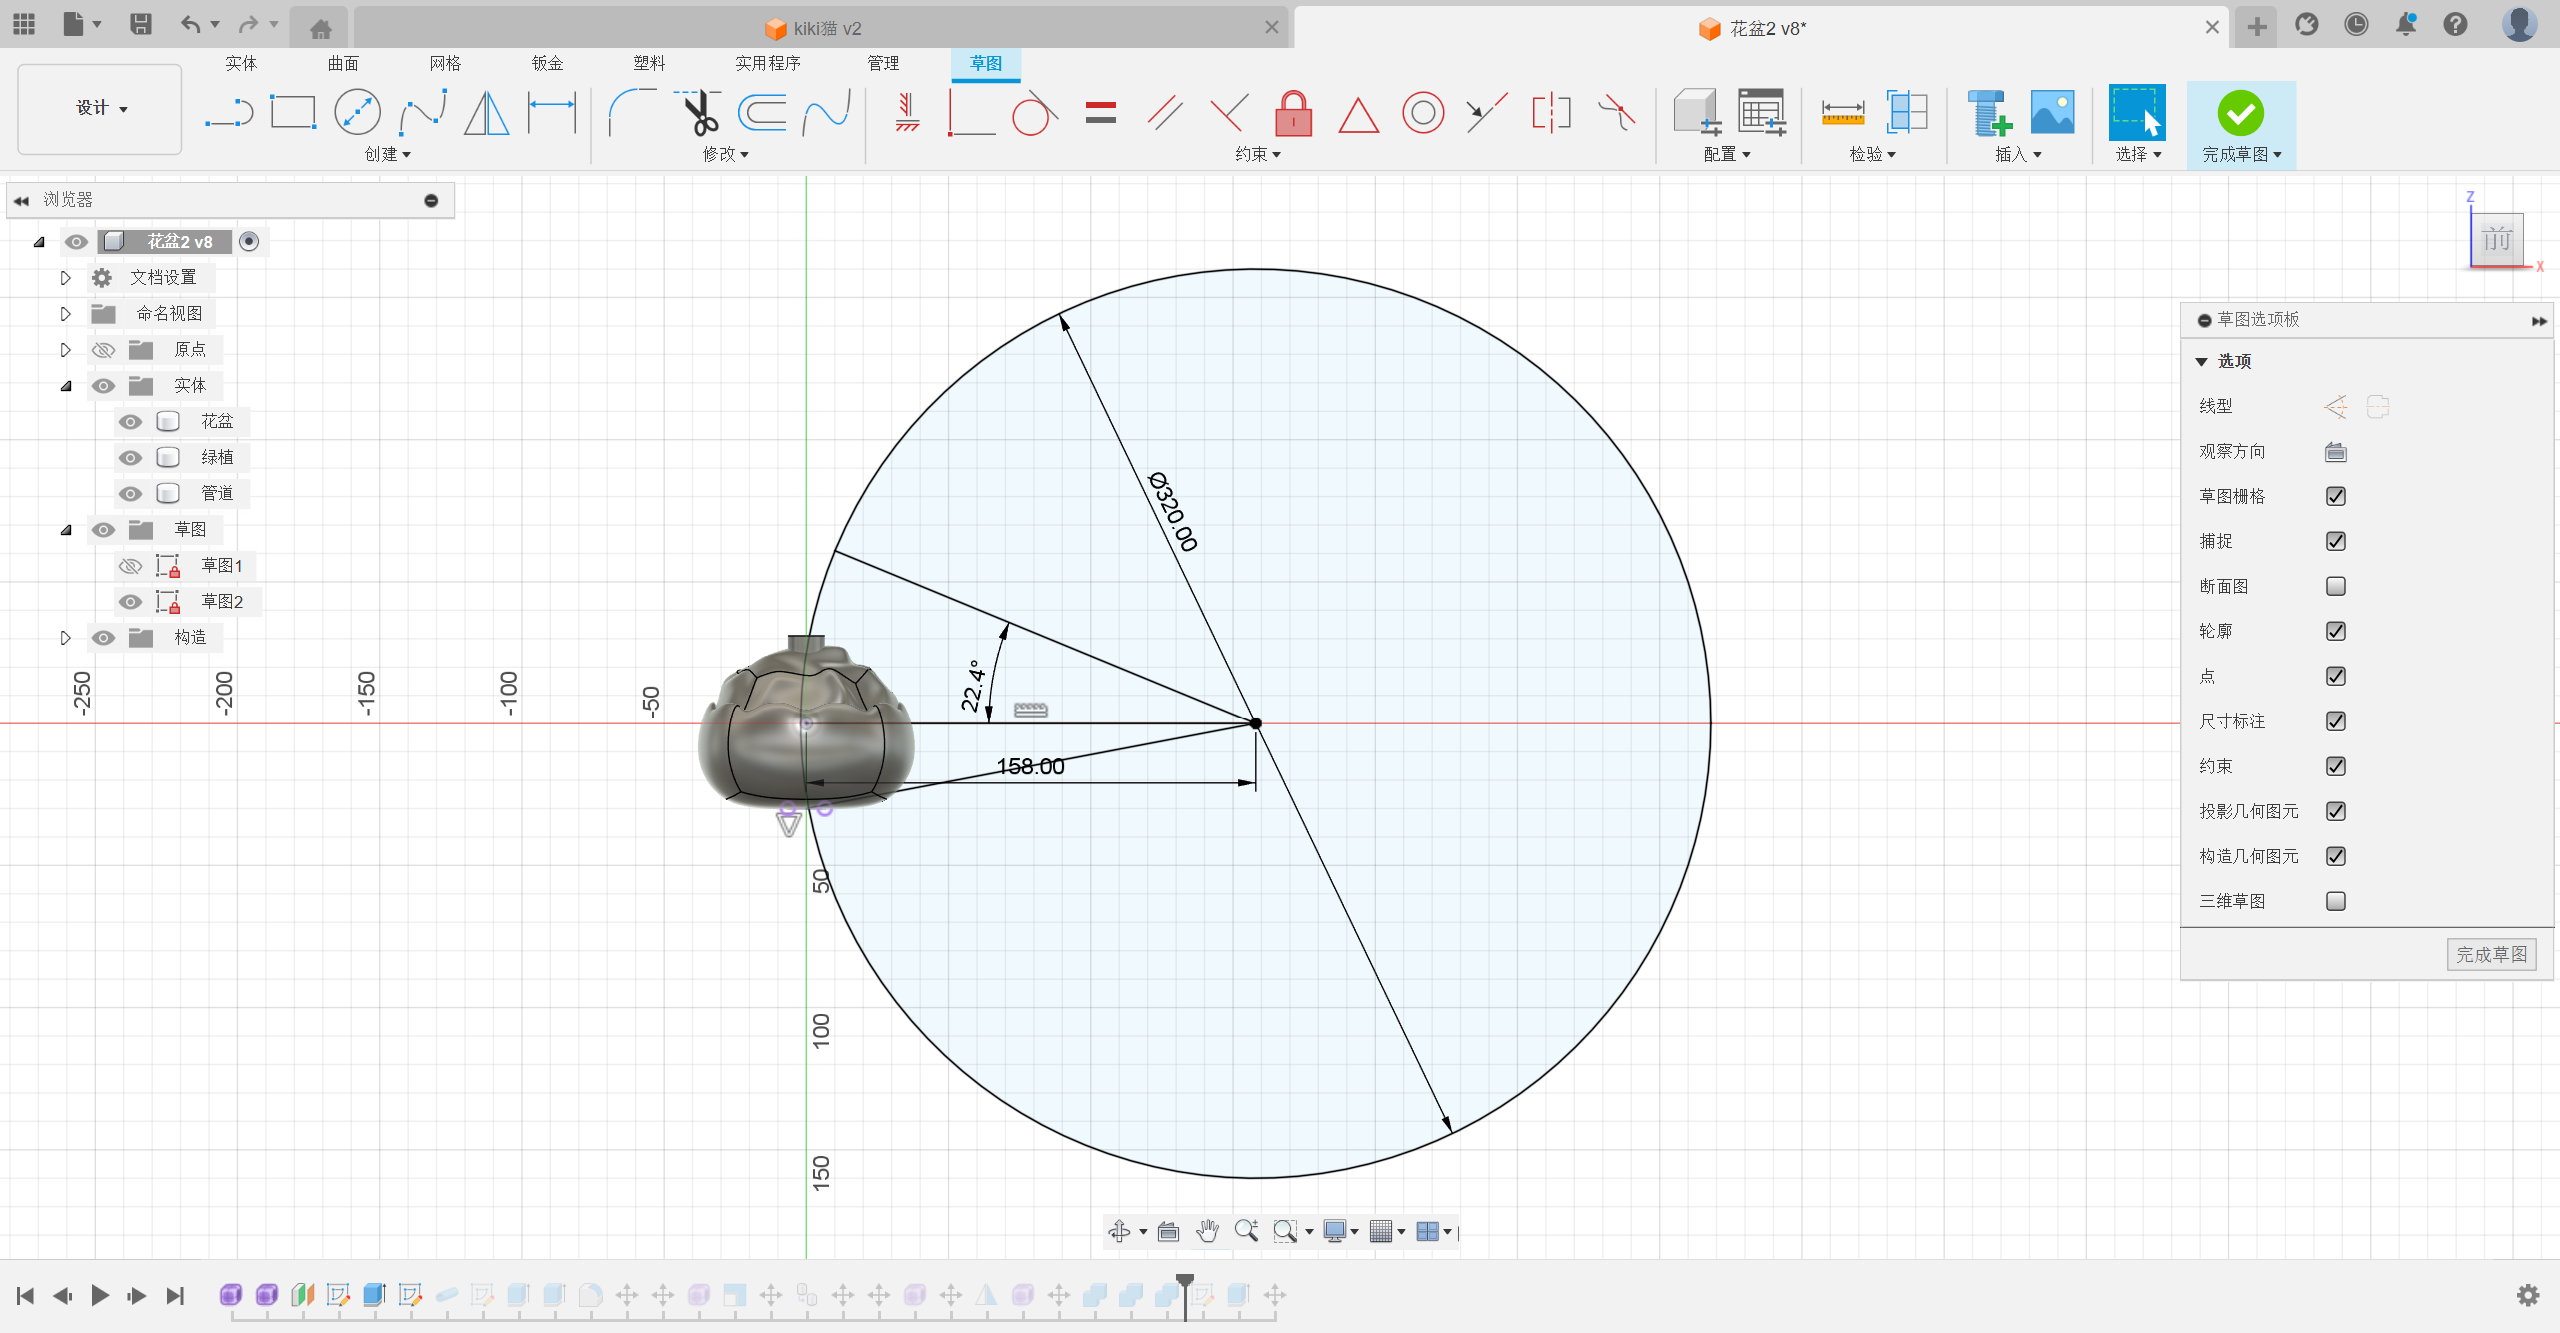 kiki猫 v2
花盆2 v8*
设计
实体 曲面 网格 钣金 塑料 实用程序 管理 草图
创建 修改 约束 配置 检验 插入 选择 完成草图
浏览器
花盆2 v8
文档设置
命名视图
原点
实体
花盆
绿植
管道
草图
草图1
草图2
构造
-250 -200 -150 -100 -50
50
100
150
Ø320.00
22.4°
158.00
Z
前
X
草图选项板
选项
线型
观察方向
草图栅格
捕捉
断面图
轮廓
点
尺寸标注
约束
投影几何图元
构造几何图元
三维草图
完成草图